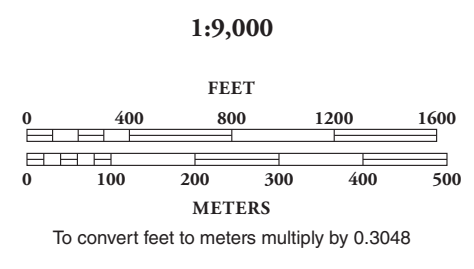 1:9,000
FEET
0 400 800 1200 1600
0 100 200 300 400 500
METERS
To convert feet to meters multiply by 0.3048